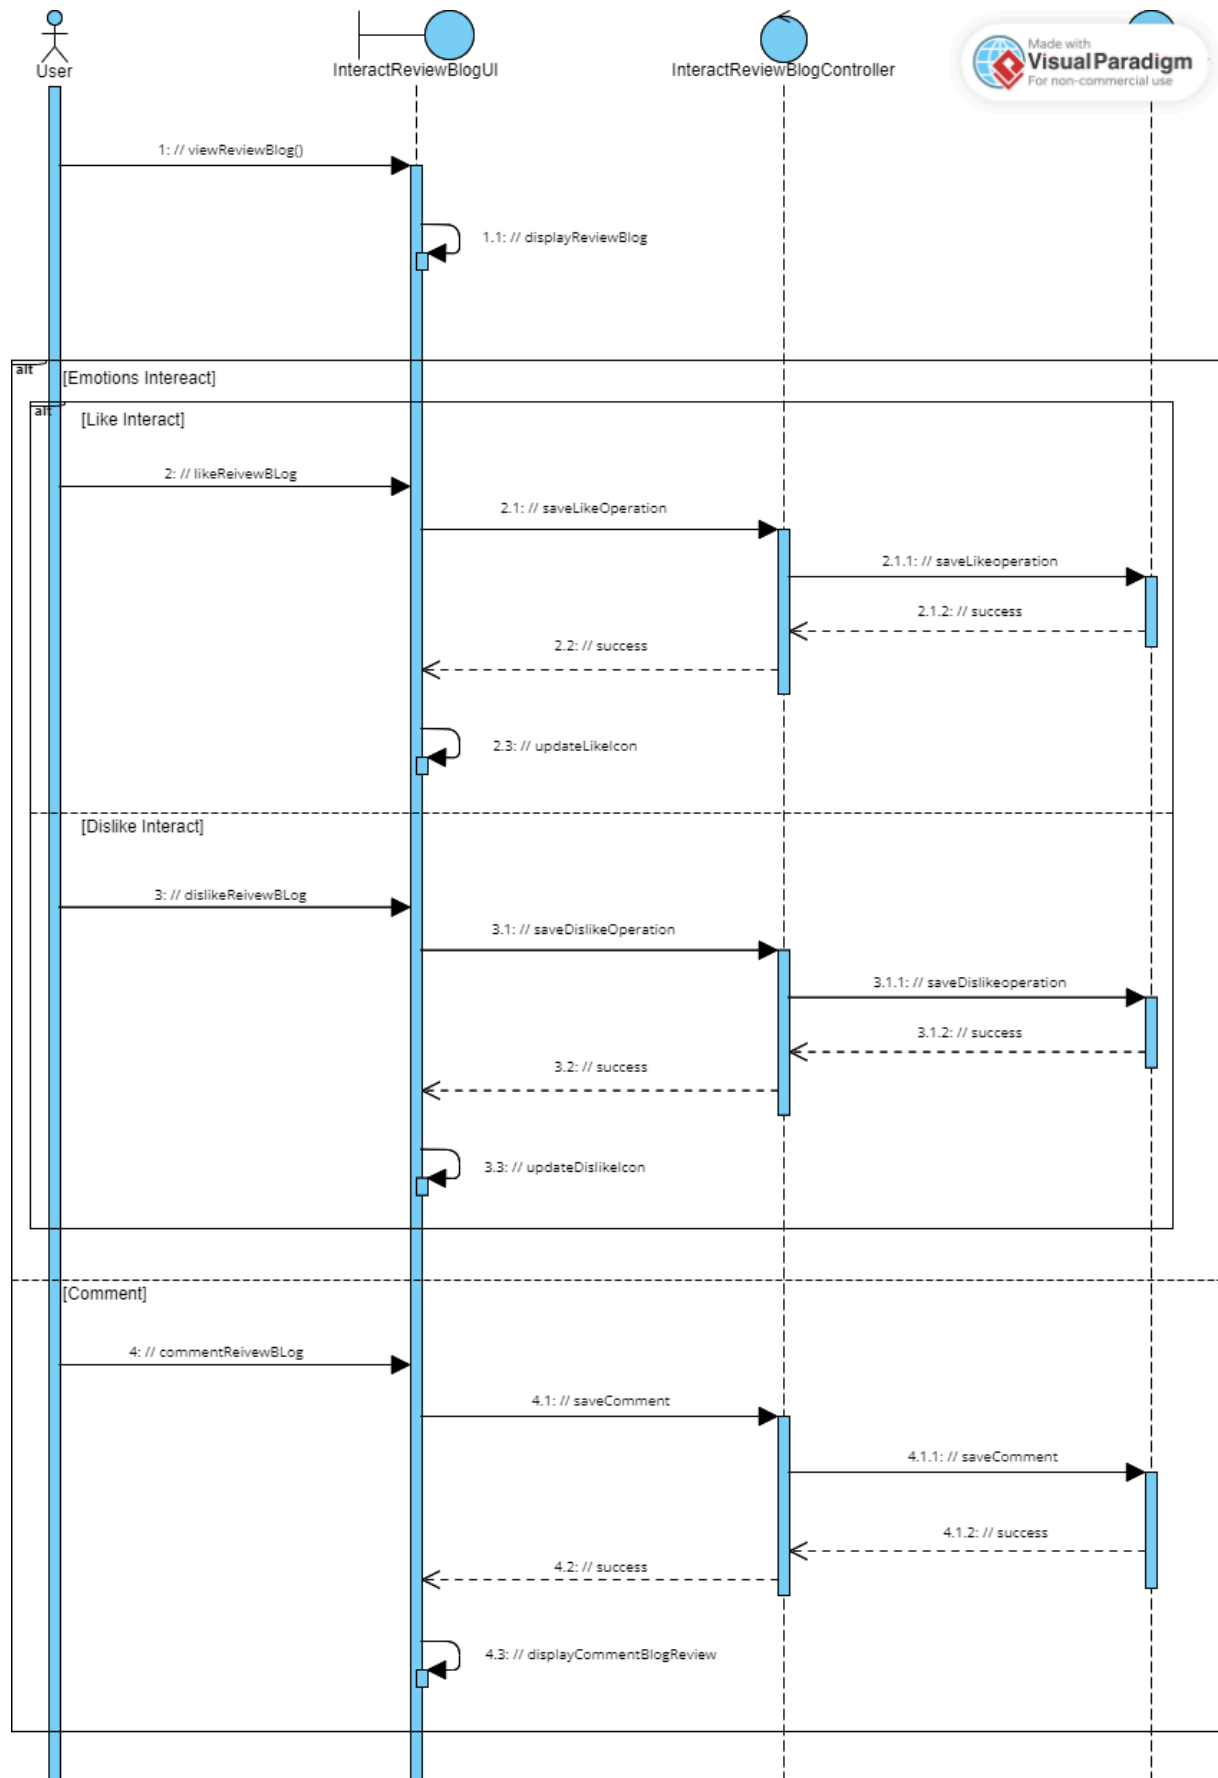 User
InteractReviewBlogUI
InteractReviewBlogController
Made with
VisualParadigm
For non-commercial use
1: // viewReviewBlog()
1.1: // displayReviewBlog
alt
[Emotions Intereact]
alt
[Like Interact]
2: // likeReivewBLog
2.1: // saveLikeOperation
2.1.1: // saveLikeoperation
2.1.2: // success
2.2: // success
2.3: // updateLikeIcon
[Dislike Interact]
3: // dislikeReivewBLog
3.1: // saveDislikeOperation
3.1.1: // saveDislikeoperation
3.1.2: // success
3.2: // success
3.3: // updateDislikeIcon
[Comment]
4: // commentReivewBLog
4.1: // saveComment
4.1.1: // saveComment
4.1.2: // success
4.2: // success
4.3: // displayCommentBlogReview